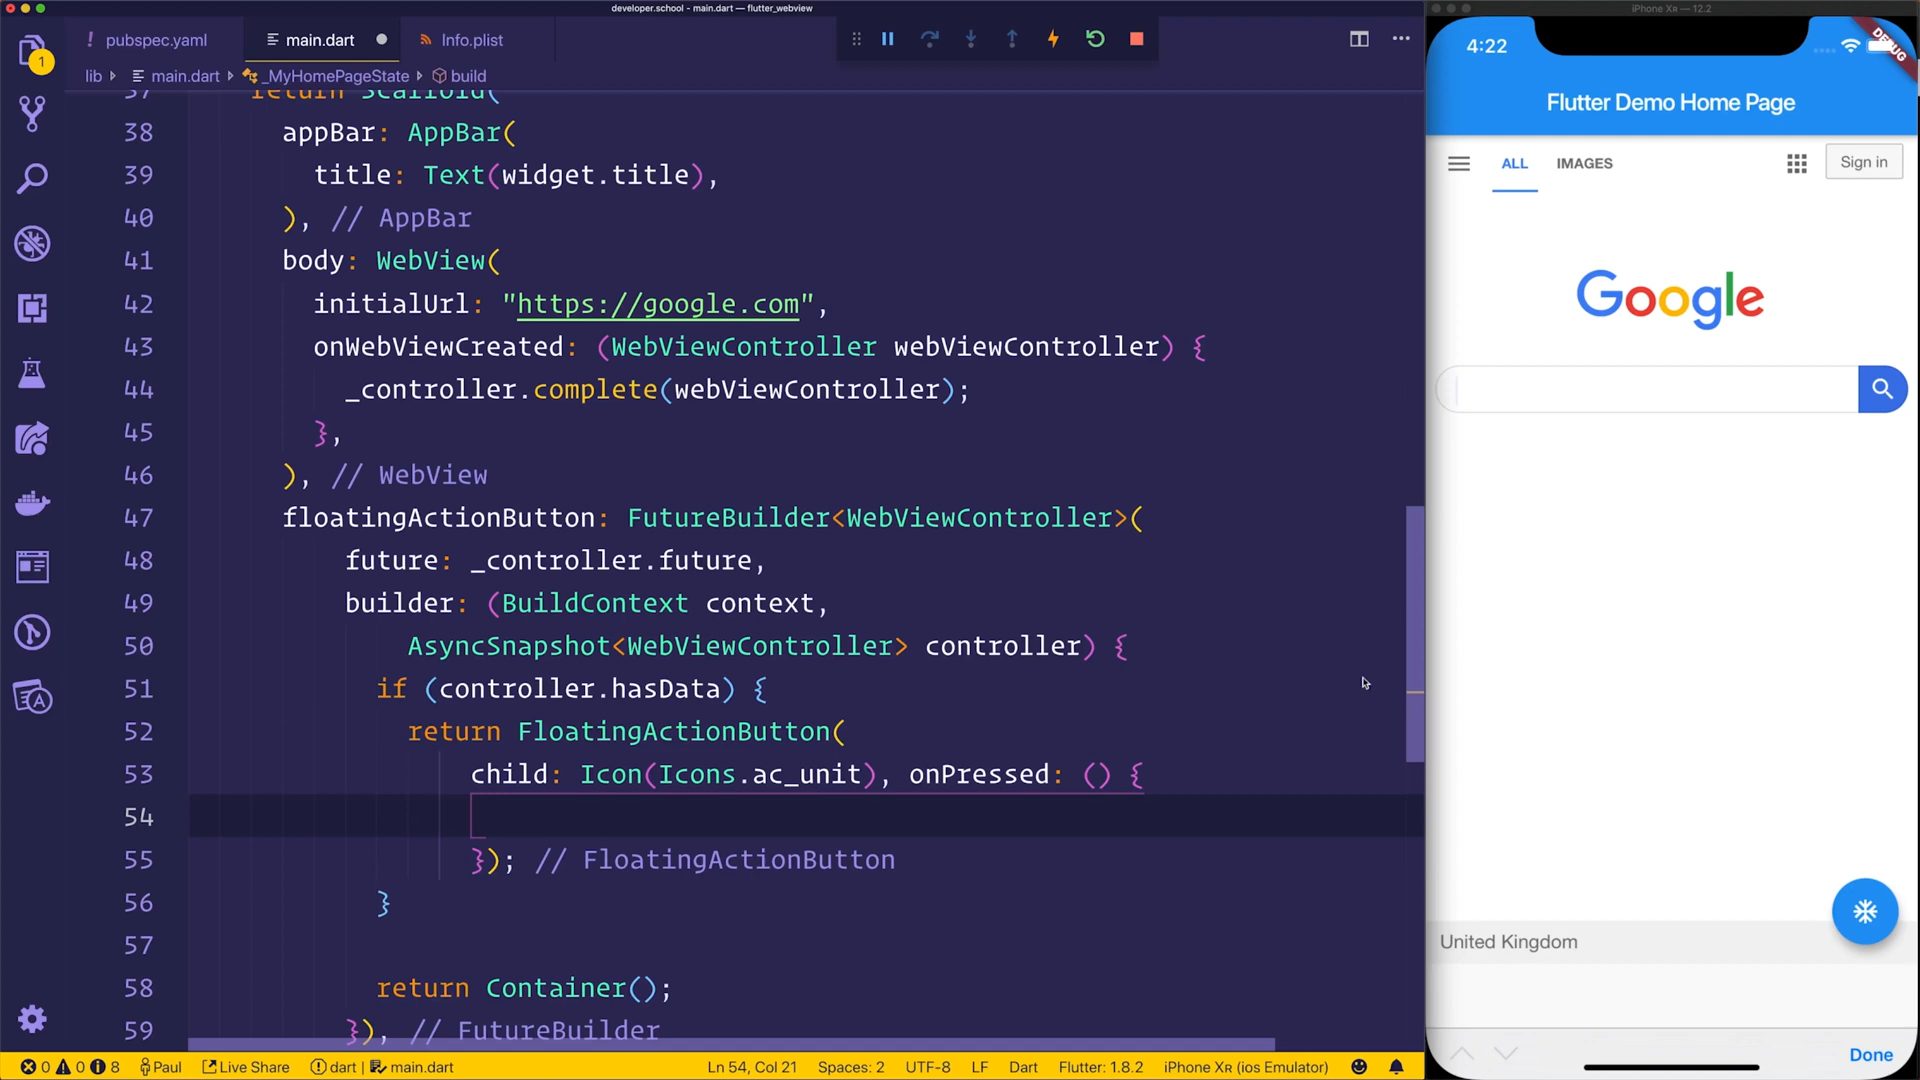 developer.school - main.dart — flutter_webview
! pubspec.yaml
main.dart
Info.plist
lib
main.dart
_MyHomePageState
build
1
37 return Scaffold(
38 appBar: AppBar(
39 title: Text(widget.title),
40 ), // AppBar
41 body: WebView(
42 initialUrl: "https://google.com",
43 onWebViewCreated: (WebViewController webViewController) {
44 _controller.complete(webViewController);
45 },
46 ), // WebView
47 floatingActionButton: FutureBuilder<WebViewController>(
48 future: _controller.future,
49 builder: (BuildContext context,
50 AsyncSnapshot<WebViewController> controller) {
51 if (controller.hasData) {
52 return FloatingActionButton(
53 child: Icon(Icons.ac_unit), onPressed: () {
54
55 }); // FloatingActionButton
56 }
57
58 return Container();
59 }), // FutureBuilder
0 0 8 Paul Live Share dart main.dart Ln 54, Col 21 Spaces: 2 UTF-8 LF Dart Flutter: 1.8.2 iPhone XR (ios Emulator)
iPhone XR — 12.2
4:22
DEBUG
Flutter Demo Home Page
ALL IMAGES Sign in
Google
United Kingdom
Done